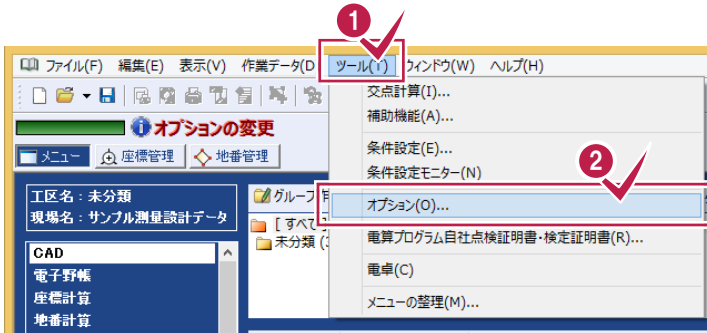 1
ファイル(F) 編集(E) 表示(V) 作業データ(D ツール(T) ウィンドウ(W) ヘルプ(H)
交点計算(I)...
補助機能(A)...
オプションの変更
条件設定(E)...
メニュー 座標管理 地番管理
2
条件設定モニター(N)
工区名：未分類
現場名：サンプル測量設計データ
グループ
オプション(O)...
[ すべて
未分類 (
電算プログラム自社点検証明書・検定証明書(R)...
CAD
電卓(C)
電子野帳
座標計算
メニューの整理(M)...
地番計算